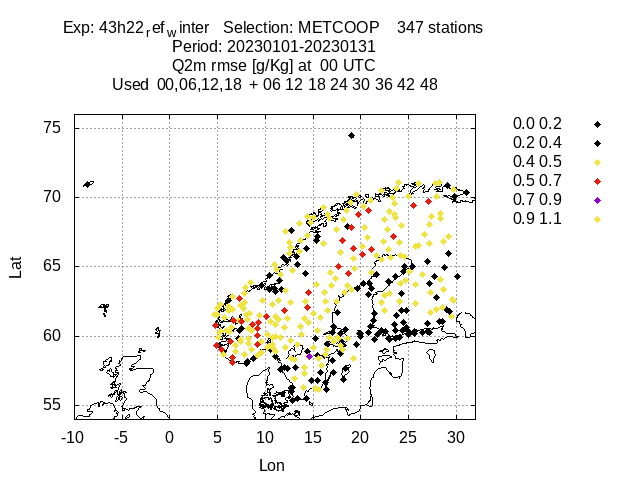 Exp: 43h22ref_winter   Selection: METCOOP    347 stations
Period: 20230101-20230131
Q2m rmse [g/Kg] at  00 UTC
Used  00,06,12,18  + 06 12 18 24 30 36 42 48
0.0 0.2
0.2 0.4
0.4 0.5
0.5 0.7
0.7 0.9
0.9 1.1
75
70
65
60
55
Lat
-10 -5 0 5 10 15 20 25 30
Lon